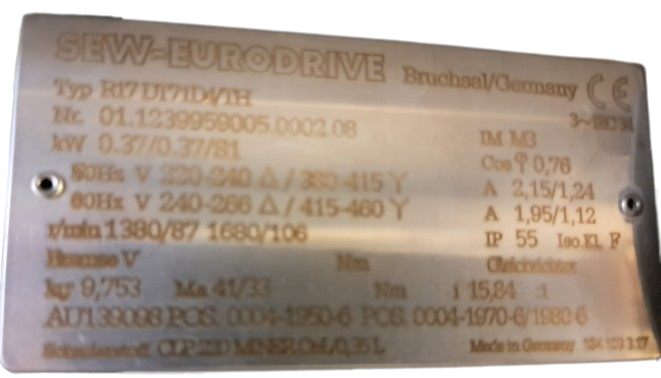 SEW-EURODRIVE Bruchsal/Germany CE
Typ R17 DT71D4/TH 3~IEC34
Nr. 01.1239959005.0002.08 IM M3
kW 0.37/0.37/S1 Cos φ 0,76
50Hz V 220-240 Δ / 380-415 Y A 2,15/1,24
60Hz V 240-266 Δ / 415-460 Y A 1,95/1,12
r/min 1380/87 1680/106 IP 55 Iso.Kl. F
Bremse V Nm Gleichrichter
kg 9,753 Ma 41/33 Nm i 15,84 :1
AU139098 POS. 0004-1950-6 POS. 0004-1970-6/1980-6
Schmierstoff CLP 220 MINER.Oel/0,35 L Made in Germany 184 103 3.17